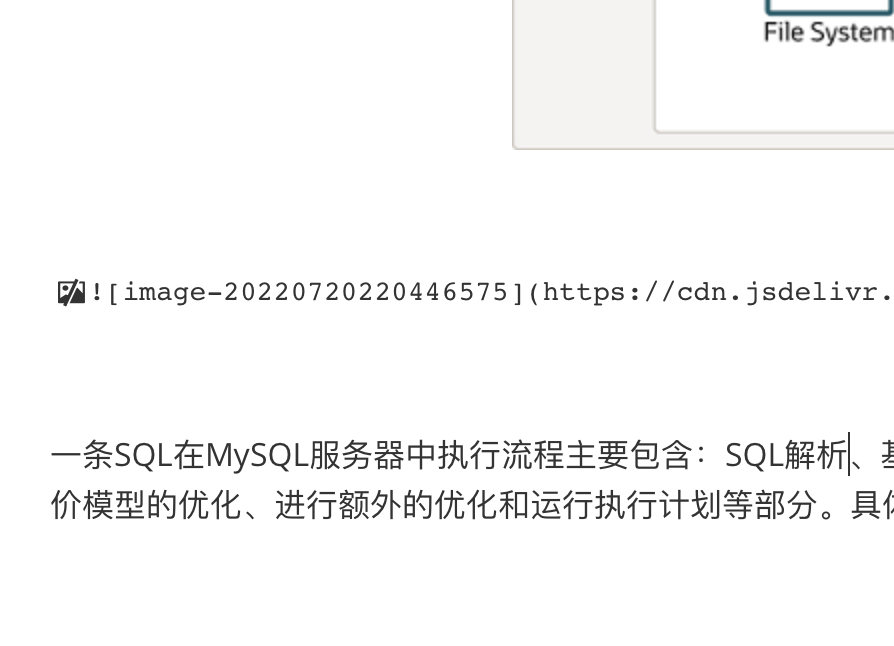 File System
![image-20220720220446575](https://cdn.jsdelivr.
一条SQL在MySQL服务器中执行流程主要包含：SQL解析、
价模型的优化、进行额外的优化和运行执行计划等部分。具